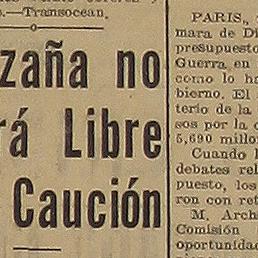 s.—Transocean.
zaña no
rá Libre
Caución
PARIS,
mara de Di
presupuesto
Guerra, en
como lo ha
bierno. El
terio de la
sos por la c
5,690 millon
Cuando l
debates rel
puesto, los
ron con ret
M. Arch
Comisión
oportunidad